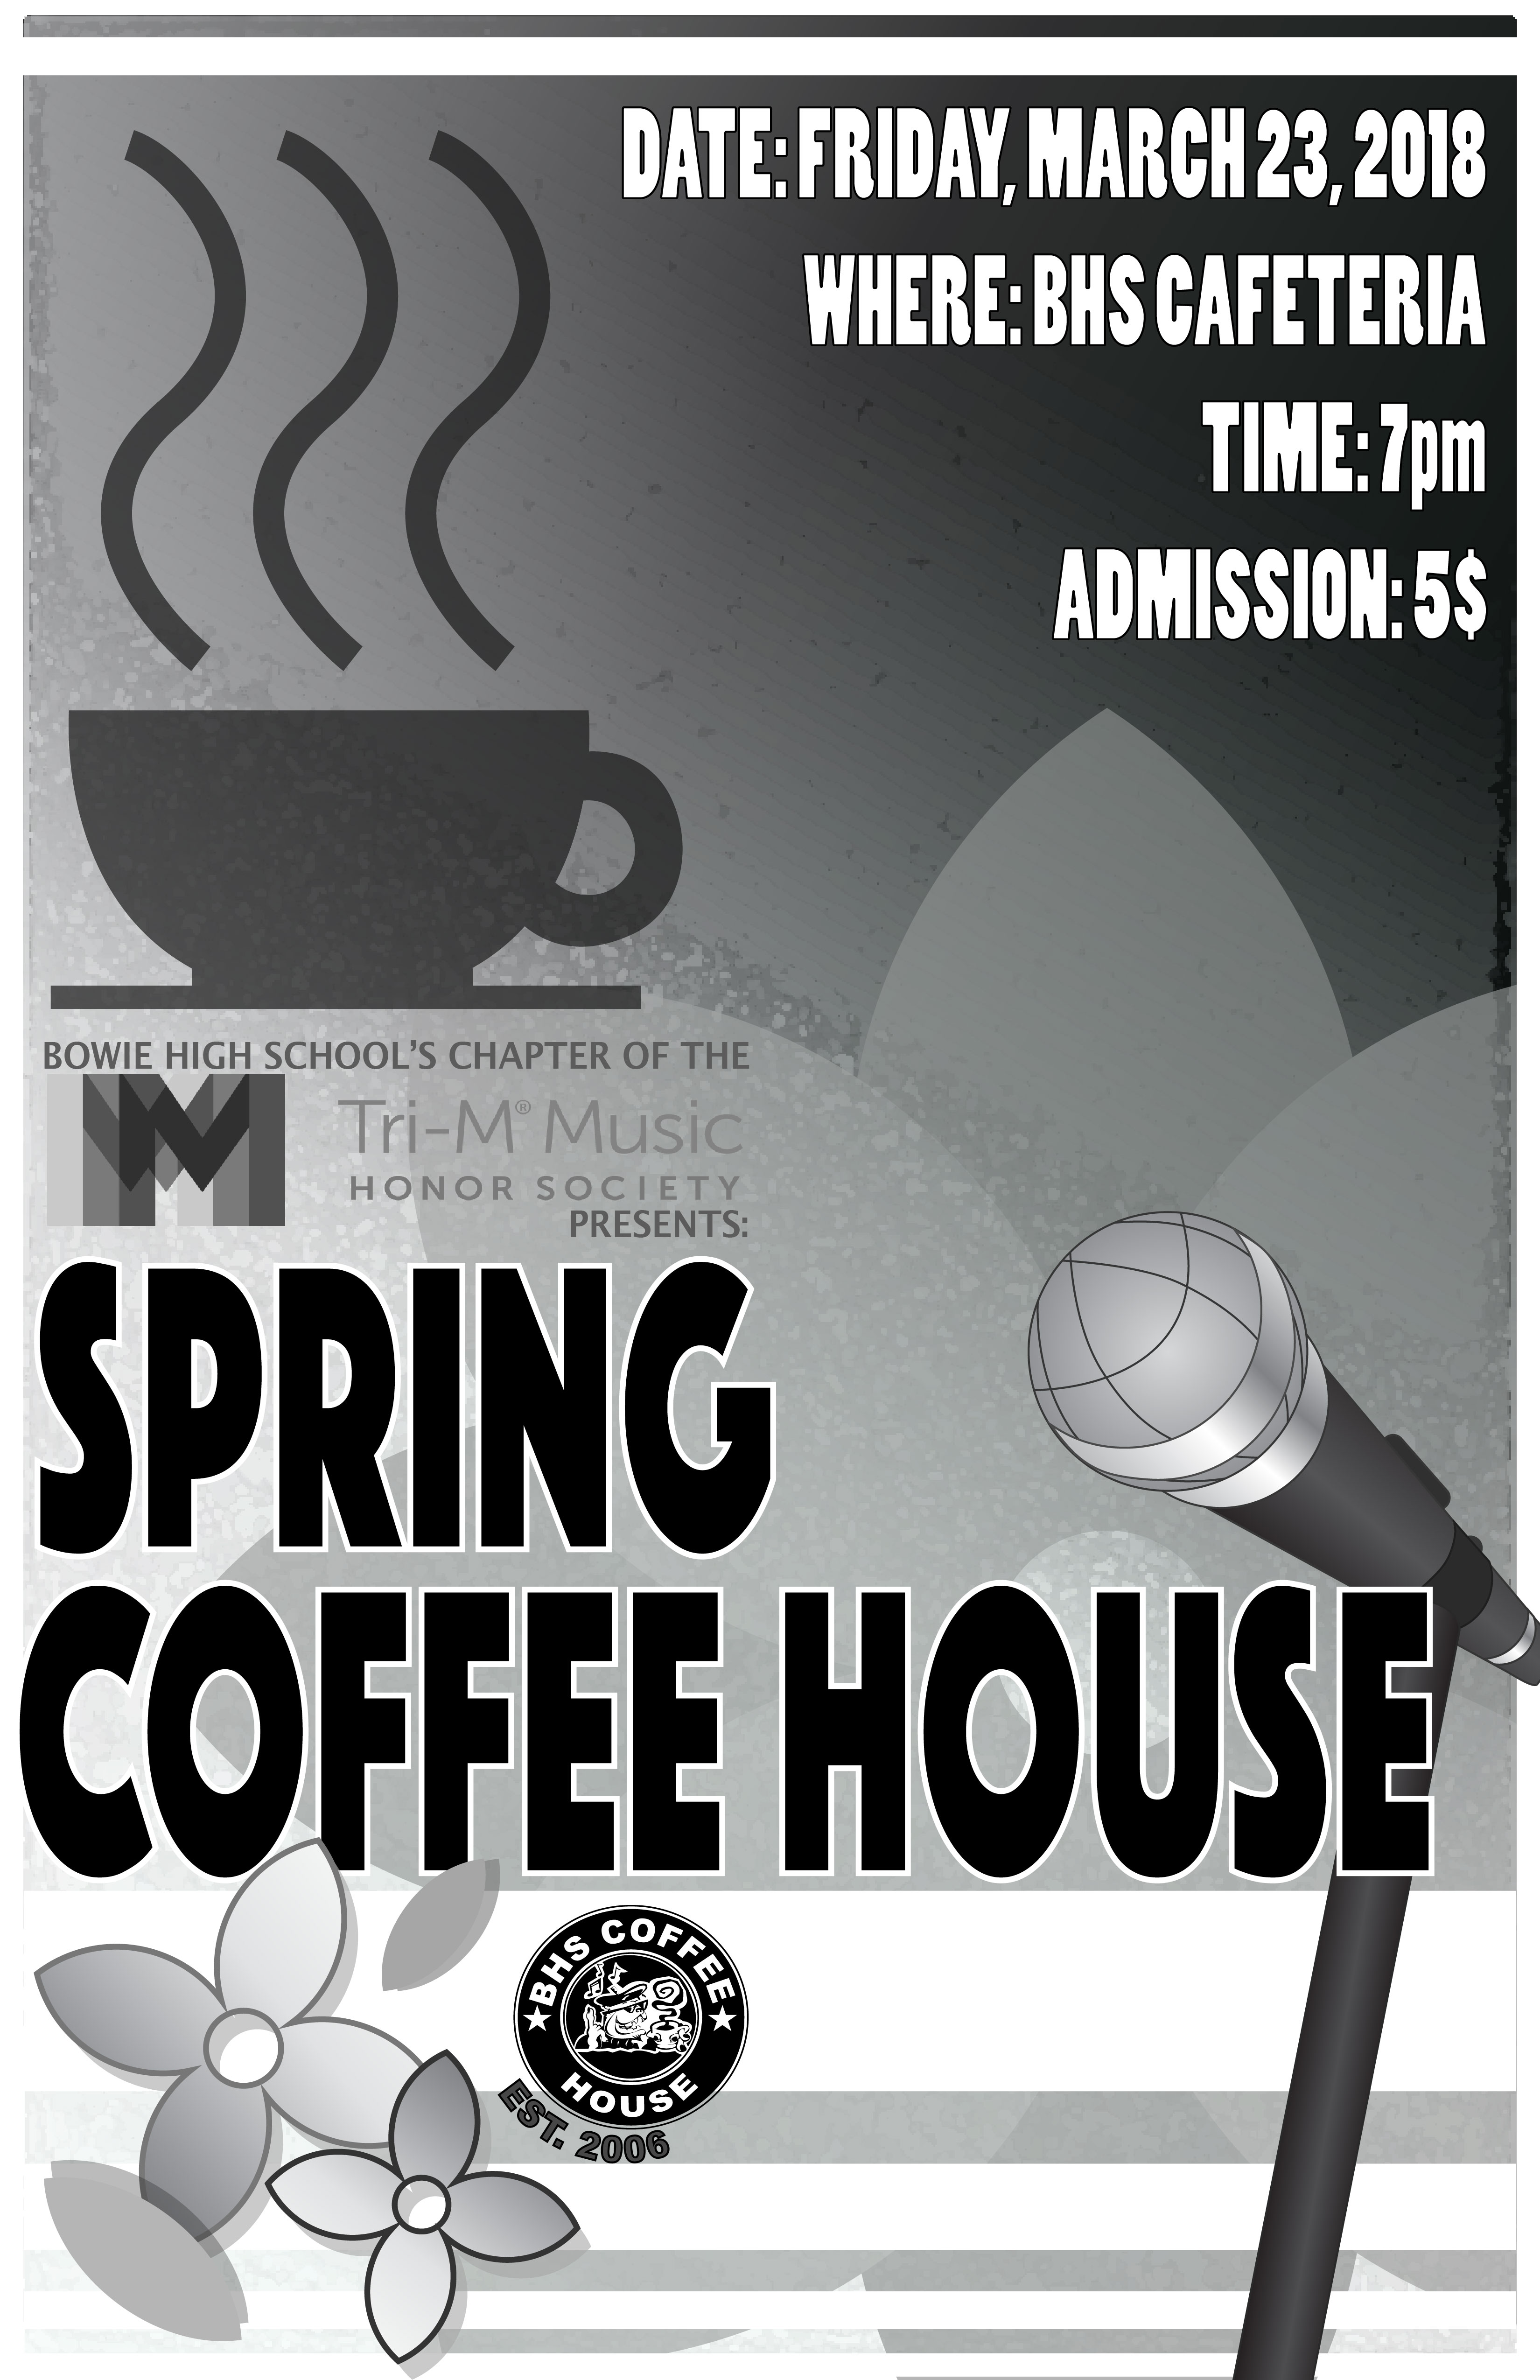 DATE: FRIDAY, MARCH 23, 2018
WHERE: BHS CAFETERIA
TIME: 7pm
ADMISSION: 5$
BOWIE HIGH SCHOOL'S CHAPTER OF THE
Tri-M® Music
HONOR SOCIETY
PRESENTS:
SPRING
COFFEE HOUSE
BHS COFFEE
HOUSE
EST. 2006